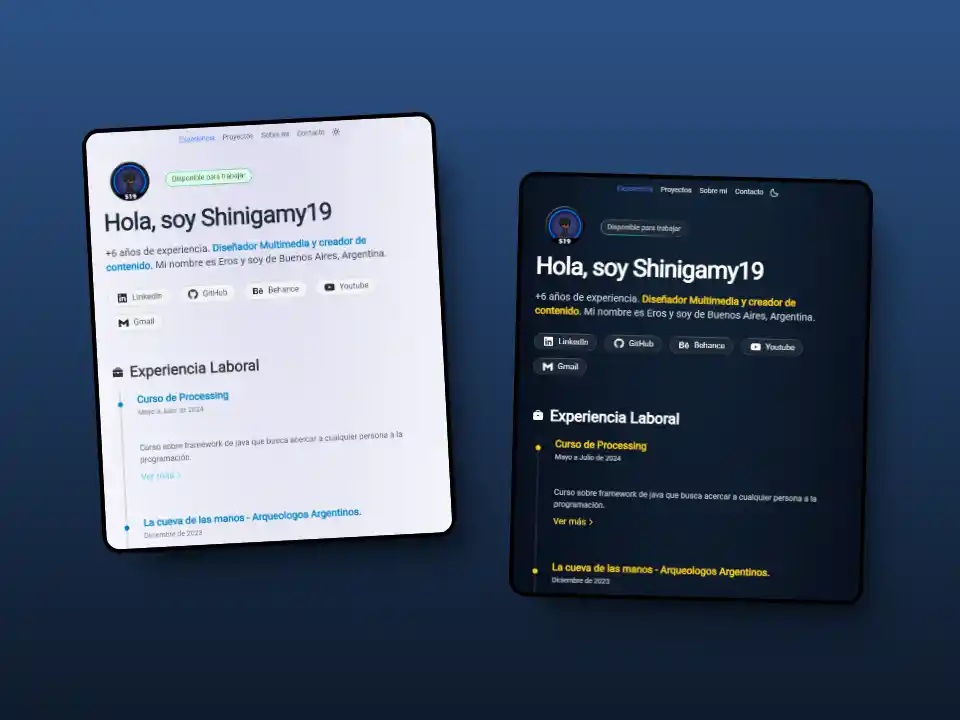 Experiencia Proyectos Sobre mi Contacto
S19
Disponible para trabajar
Hola, soy Shinigamy19
+6 años de experiencia. Diseñador Multimedia y creador de
contenido. Mi nombre es Eros y soy de Buenos Aires, Argentina.
LinkedIn GitHub Bē Behance Youtube
Gmail
Experiencia Laboral
Curso de Processing
Mayo a Julio de 2024
Curso sobre framework de java que busca acercar a cualquier persona a la
programación.
Ver más >
La cueva de las manos - Arqueologos Argentinos.
Diciembre de 2023
Experiencia Proyectos Sobre mi Contacto
S19
Disponible para trabajar
Hola, soy Shinigamy19
+6 años de experiencia. Diseñador Multimedia y creador de
contenido. Mi nombre es Eros y soy de Buenos Aires, Argentina.
LinkedIn GitHub Bē Behance Youtube
Gmail
Experiencia Laboral
Curso de Processing
Mayo a Julio de 2024
Curso sobre framework de java que busca acercar a cualquier persona a la
programación.
Ver más >
La cueva de las manos - Arqueologos Argentinos.
Diciembre de 2023